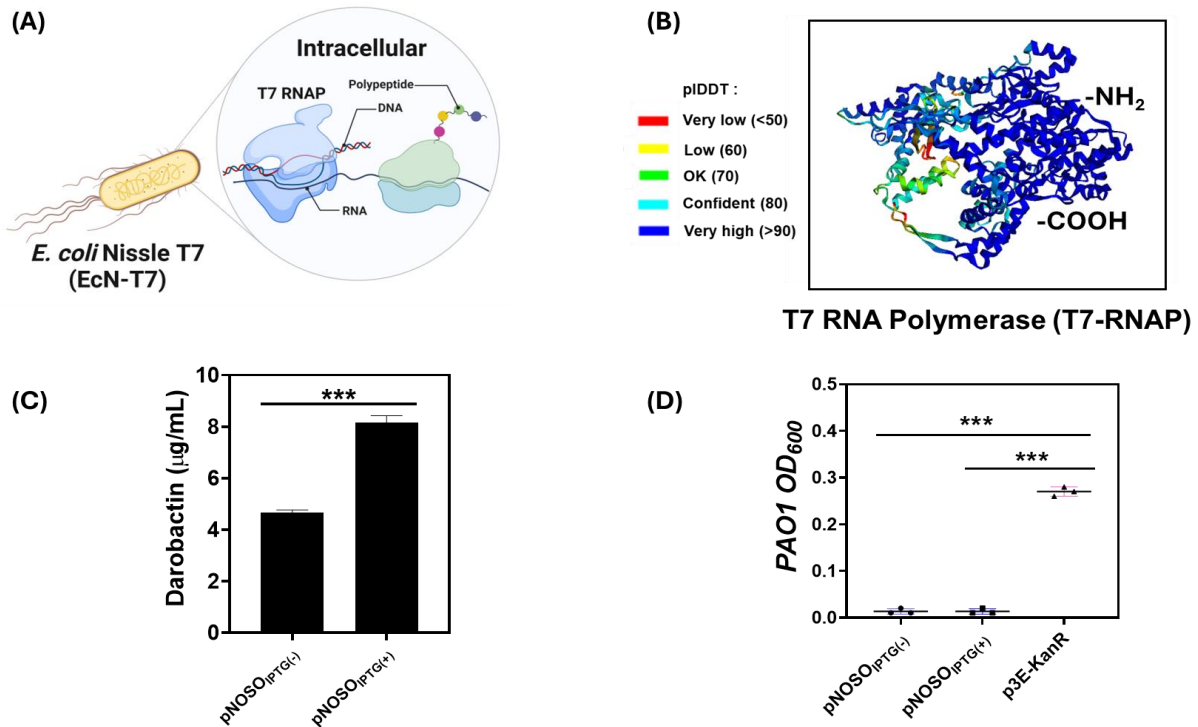 (A)
Intracellular
T7 RNAP
Polypeptide
DNA
RNA
E. coli Nissle T7
(EcN-T7)
(B)
pIDDT :
Very low (<50)
Low (60)
OK (70)
Confident (80)
Very high (>90)
-NH2
-COOH
T7 RNA Polymerase (T7-RNAP)
(C)
Darobactin (µg/mL)
10
8
6
4
2
0
***
pNOSOIPTG(-)
pNOSOIPTG(+)
(D)
PAO1 OD600
0.5
0.4
0.3
0.2
0.1
0.0
***
***
pNOSOIPTG(-)
pNOSOIPTG(+)
p3E-KanR